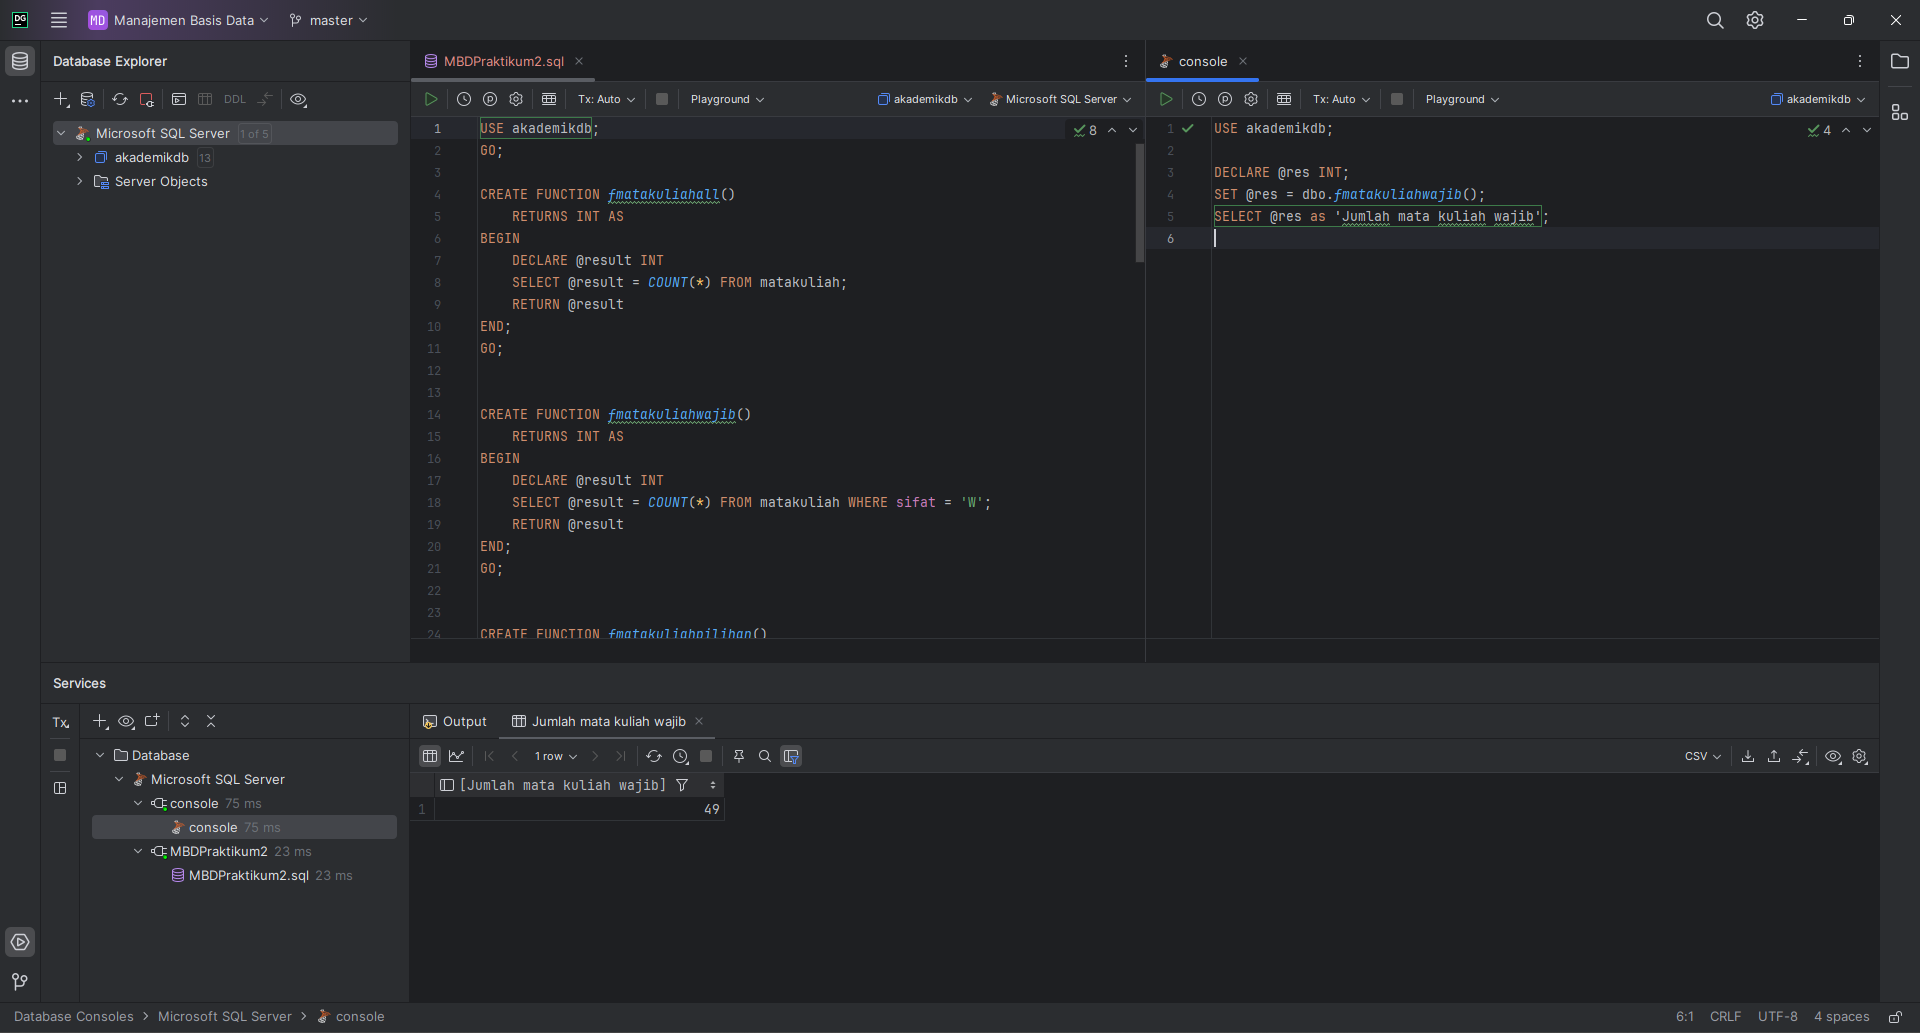 DG MD Manajemen Basis Data master
Database Explorer
DDL
Microsoft SQL Server 1 of 5
akademikdb 13
Server Objects
MBDPraktikum2.sql
Tx: Auto Playground akademikdb Microsoft SQL Server
8
1 USE akademikdb;
2 GO;
3
4 CREATE FUNCTION fmatakuliahall()
5 RETURNS INT AS
6 BEGIN
7 DECLARE @result INT
8 SELECT @result = COUNT(*) FROM matakuliah;
9 RETURN @result
10 END;
11 GO;
12
13
14 CREATE FUNCTION fmatakuliahwajib()
15 RETURNS INT AS
16 BEGIN
17 DECLARE @result INT
18 SELECT @result = COUNT(*) FROM matakuliah WHERE sifat = 'W';
19 RETURN @result
20 END;
21 GO;
22
23
24 CREATE FUNCTION fmatakuliahpilihan()
console
Tx: Auto Playground akademikdb
4
1 USE akademikdb;
2
3 DECLARE @res INT;
4 SET @res = dbo.fmatakuliahwajib();
5 SELECT @res as 'Jumlah mata kuliah wajib';
6
Services
Tx
Database
Microsoft SQL Server
console 75 ms
console 75 ms
MBDPraktikum2 23 ms
MBDPraktikum2.sql 23 ms
Output Jumlah mata kuliah wajib
1 row CSV
[Jumlah mata kuliah wajib]
1 49
Database Consoles > Microsoft SQL Server > console
6:1 CRLF UTF-8 4 spaces